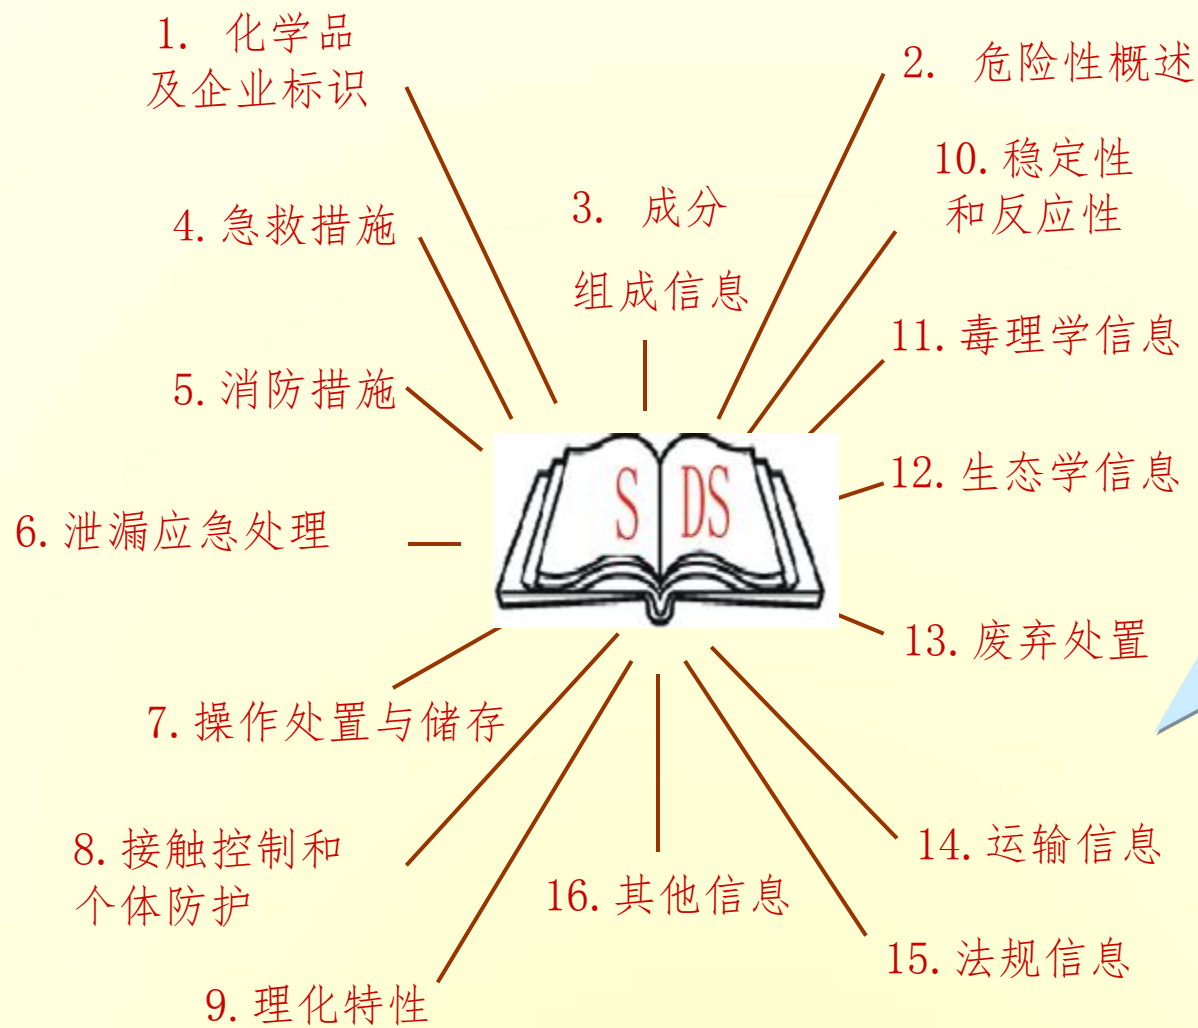 1. 化学品
及企业标识
2. 危险性概述
3. 成分
组成信息
4.急救措施
5.消防措施
6.泄漏应急处理
7.操作处置与储存
8.接触控制和
个体防护
9.理化特性
10.稳定性
和反应性
11.毒理学信息
12.生态学信息
13.废弃处置
14.运输信息
15.法规信息
16.其他信息
S DS